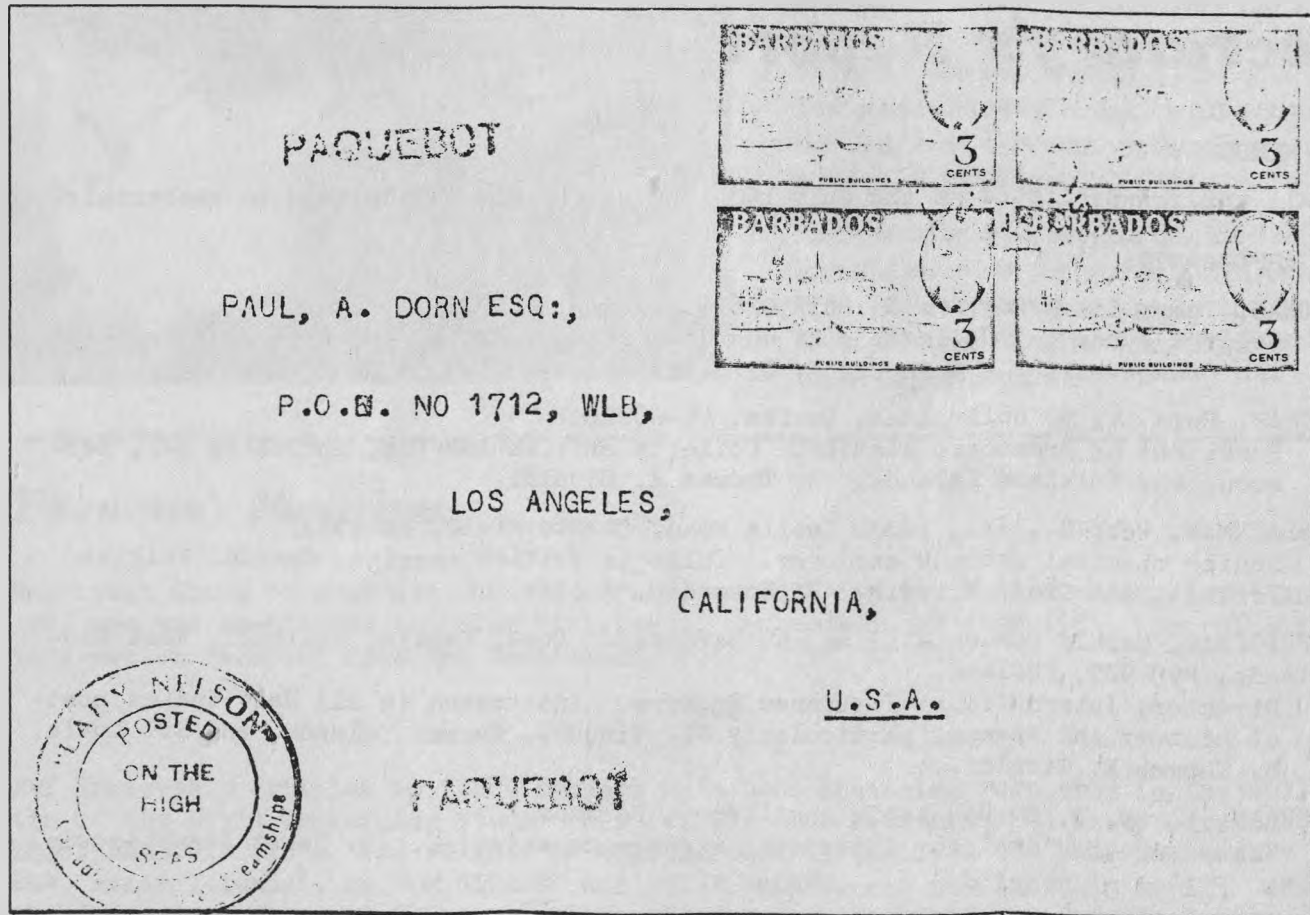 BARBADOS BARBADOS
3 CENTS 3 CENTS
PUBLIC BUILDINGS PUBLIC BUILDINGS
BARBADOS BARBADOS
3 CENTS 3 CENTS
PUBLIC BUILDINGS PUBLIC BUILDINGS
PAQUEBOT
PAUL, A. DORN ESQ:,
P.O.B. NO 1712, WLB,
LOS ANGELES,
CALIFORNIA,
U.S.A.
"LADY NELSON"
POSTED
ON THE
HIGH
SEAS
Steamships
PAQUEBOT